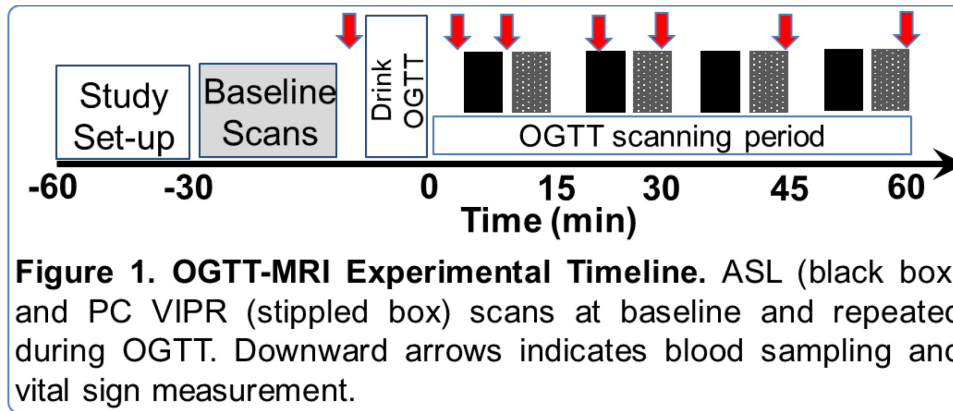 Study
Set-up
Baseline
Scans
Drink
OGTT
OGTT scanning period
-60 -30 0 15 30 45 60
Time (min)
Figure 1. OGTT-MRI Experimental Timeline. ASL (black box
and PC VIPR (stippled box) scans at baseline and repeated
during OGTT. Downward arrows indicates blood sampling and
vital sign measurement.